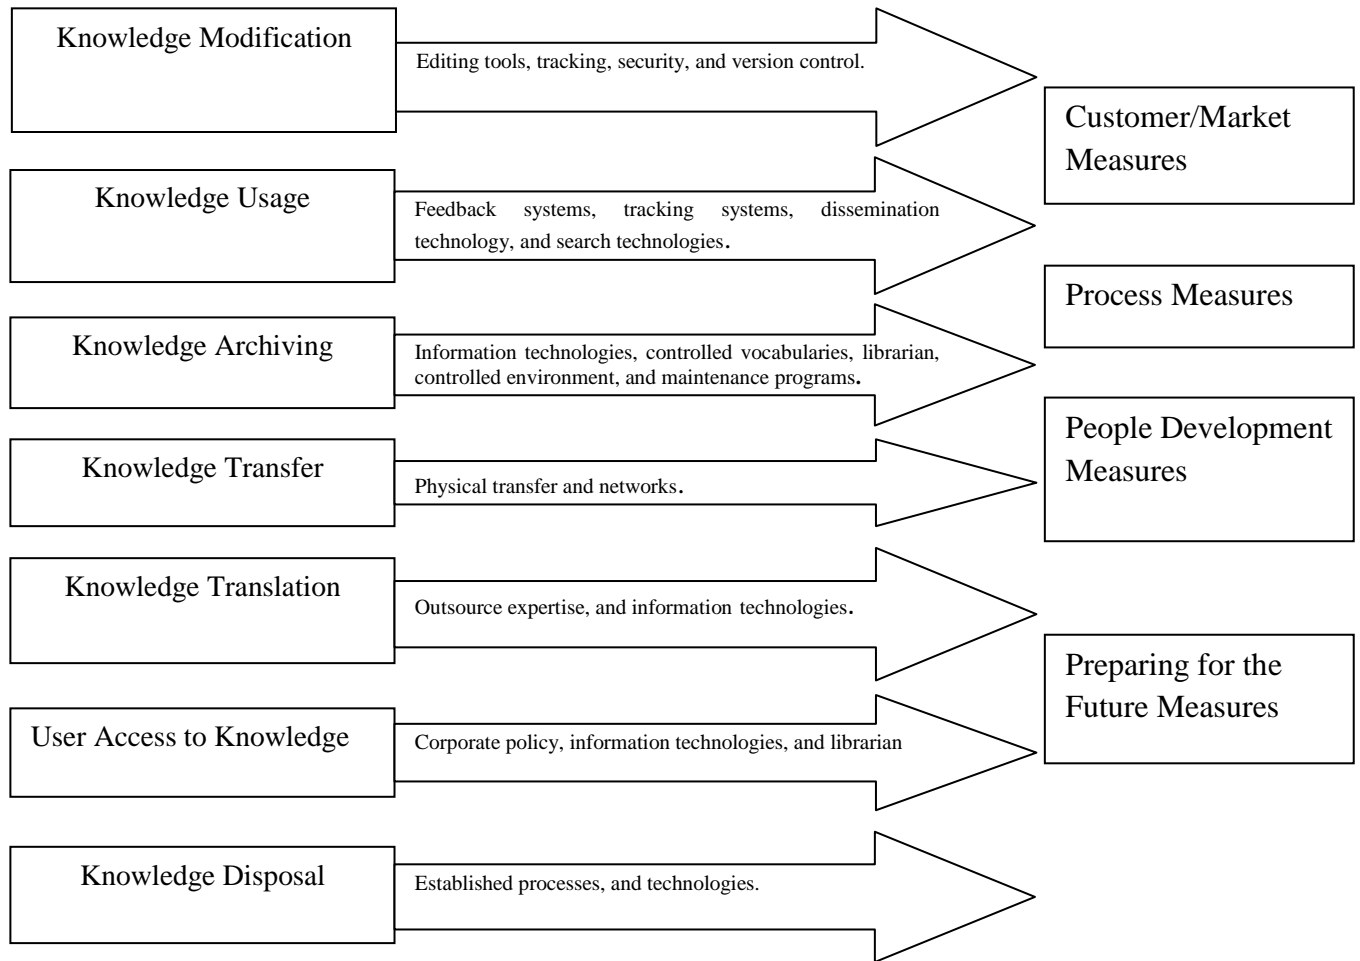 Knowledge Modification
Editing tools, tracking, security, and version control.
Customer/Market
Measures
Knowledge Usage
Feedback systems, tracking systems, dissemination
technology, and search technologies.
Process Measures
Knowledge Archiving
Information technologies, controlled vocabularies, librarian,
controlled environment, and maintenance programs.
People Development
Measures
Knowledge Transfer
Physical transfer and networks.
Knowledge Translation
Outsource expertise, and information technologies.
Preparing for the
Future Measures
User Access to Knowledge
Corporate policy, information technologies, and librarian
Knowledge Disposal
Established processes, and technologies.